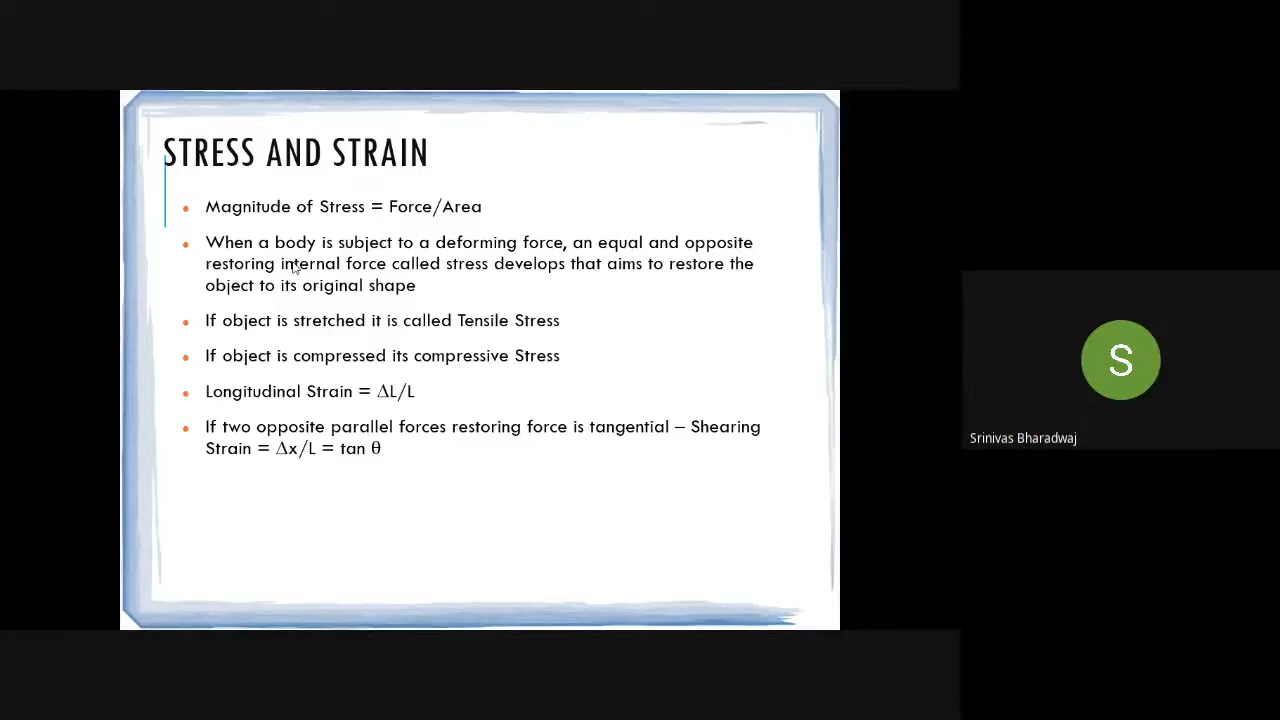 STRESS AND STRAIN
• Magnitude of Stress = Force/Area
• When a body is subject to a deforming force, an equal and opposite
restoring internal force called stress develops that aims to restore the
object to its original shape
• If object is stretched it is called Tensile Stress
• If object is compressed its compressive Stress
• Longitudinal Strain = ΔL/L
• If two opposite parallel forces restoring force is tangential – Shearing
Strain = Δx/L = tan θ
S
Srinivas Bharadwaj